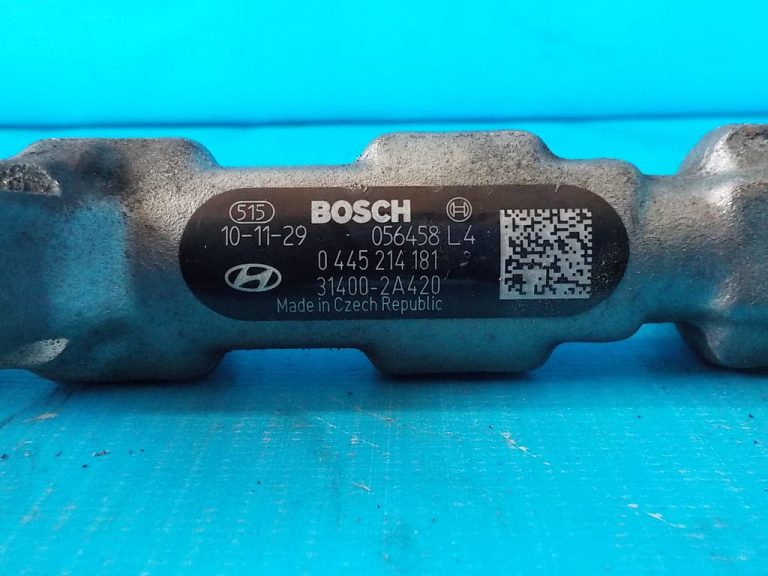 515 BOSCH
10-11-29 056458 L4
0 445 214 181
31400-2A420
Made in Czech Republic